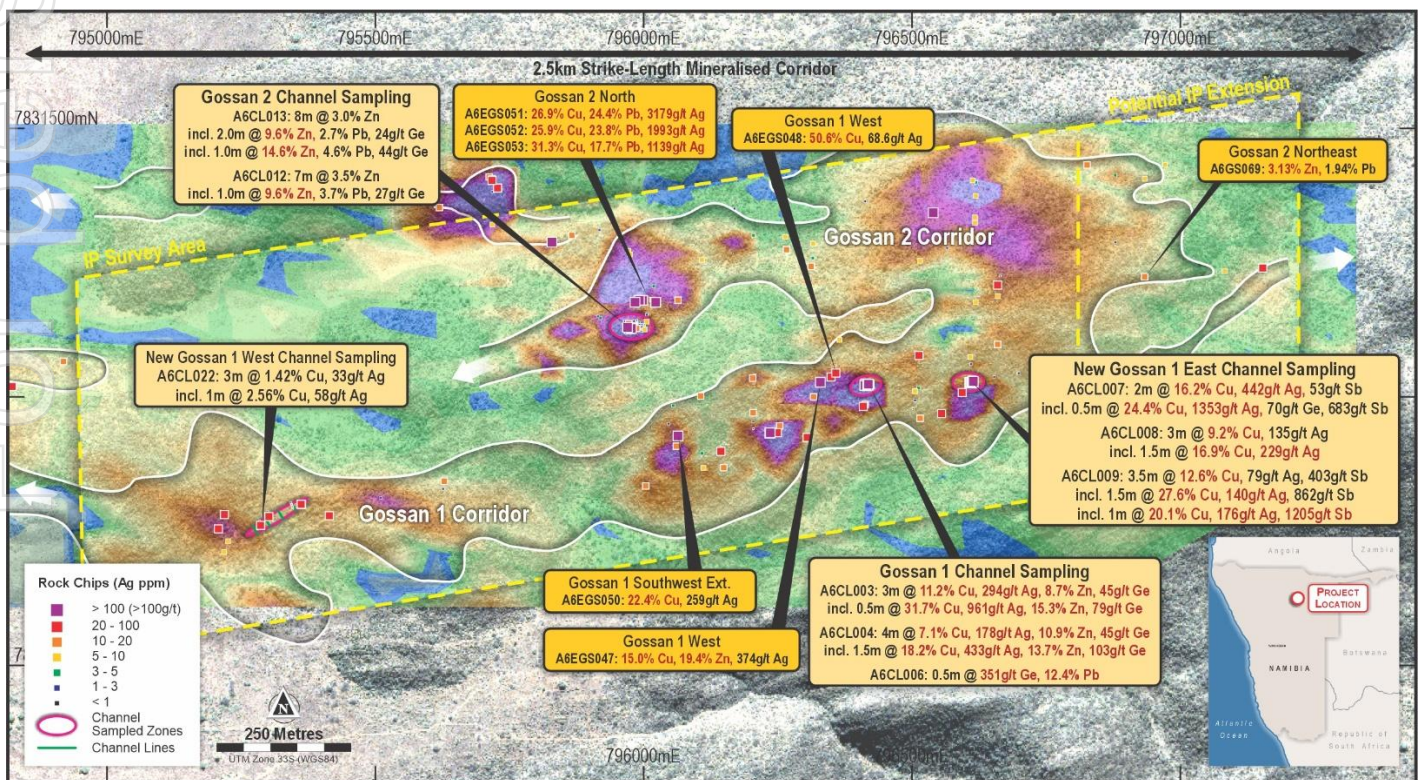 795000mE
795500mE
796000mE
796500mE
797000mE
2.5km Strike-Length Mineralised Corridor
7831500mN
Gossan 2 Channel Sampling
A6CL013: 8m @ 3.0% Zn
incl. 2.0m @ 9.6% Zn, 2.7% Pb, 24g/t Ge
incl. 1.0m @ 14.6% Zn, 4.6% Pb, 44g/t Ge
A6CL012: 7m @ 3.5% Zn
incl. 1.0m @ 9.6% Zn, 3.7% Pb, 27g/t Ge
Gossan 2 North
A6EGS051: 26.9% Cu, 24.4% Pb, 3179g/t Ag
A6EGS052: 25.9% Cu, 23.8% Pb, 1993g/t Ag
A6EGS053: 31.3% Cu, 17.7% Pb, 1139g/t Ag
Gossan 1 West
A6EGS048: 50.6% Cu, 68.6g/t Ag
Potential IP Extension
Gossan 2 Northeast
A6GS069: 3.13% Zn, 1.94% Pb
IP Survey Area
Gossan 2 Corridor
New Gossan 1 West Channel Sampling
A6CL022: 3m @ 1.42% Cu, 33g/t Ag
incl. 1m @ 2.56% Cu, 58g/t Ag
New Gossan 1 East Channel Sampling
A6CL007: 2m @ 16.2% Cu, 442g/t Ag, 53g/t Sb
incl. 0.5m @ 24.4% Cu, 1353g/t Ag, 70g/t Ge, 683g/t Sb
A6CL008: 3m @ 9.2% Cu, 135g/t Ag
incl. 1.5m @ 16.9% Cu, 229g/t Ag
A6CL009: 3.5m @ 12.6% Cu, 79g/t Ag, 403g/t Sb
incl. 1.5m @ 27.6% Cu, 140g/t Ag, 862g/t Sb
incl. 1m @ 20.1% Cu, 176g/t Ag, 1205g/t Sb
Gossan 1 Corridor
Gossan 1 Southwest Ext.
A6EGS050: 22.4% Cu, 259g/t Ag
Gossan 1 West
A6EGS047: 15.0% Cu, 19.4% Zn, 374g/t Ag
Gossan 1 Channel Sampling
A6CL003: 3m @ 11.2% Cu, 294g/t Ag, 8.7% Zn, 45g/t Ge
incl. 0.5m @ 31.7% Cu, 961g/t Ag, 15.3% Zn, 79g/t Ge
A6CL004: 4m @ 7.1% Cu, 178g/t Ag, 10.9% Zn, 45g/t Ge
incl. 1.5m @ 18.2% Cu, 433g/t Ag, 13.7% Zn, 103g/t Ge
A6CL006: 0.5m @ 351g/t Ge, 12.4% Pb
Rock Chips (Ag ppm)
> 100 (>100g/t)
20 - 100
10 - 20
5 - 10
3 - 5
1 - 3
< 1
Channel
Sampled Zones
Channel Lines
N
250 Metres
UTM Zone 33S (WGS84)
796000mE
Angola
Zambia
PROJECT
LOCATION
NAMIBIA
Botswana
Atlantic
Ocean
Republic of
South Africa